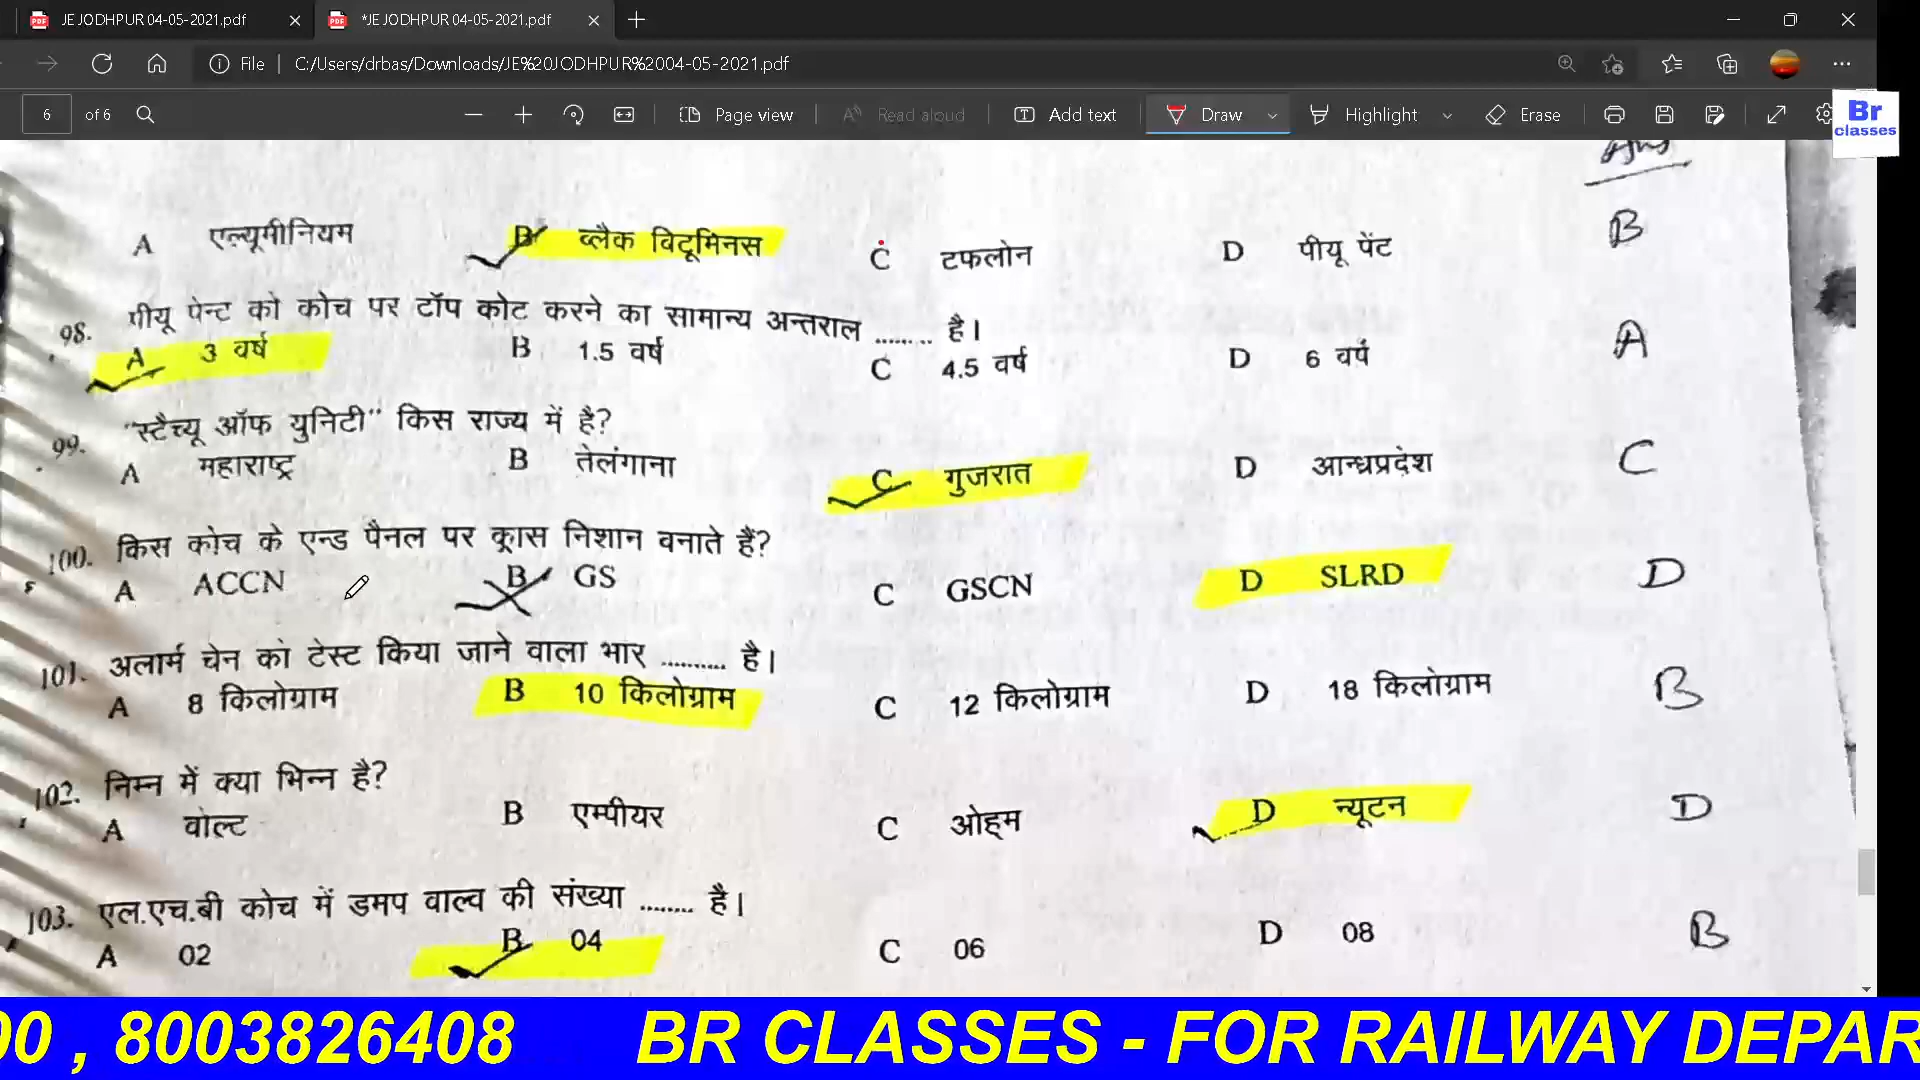 JE JODHPUR 04-05-2021.pdf
*JE JODHPUR 04-05-2021.pdf
File C:/Users/drbas/Downloads/JE%20JODHPUR%2004-05-2021.pdf
6 of 6 Page view Read aloud Add text Draw Highlight Erase
Br
classes
Ans
A एल्यूमीनियम B ब्लैक विटूमिनस C टफलोन D पीयू पेंट B
98. पीयू पेन्ट को कोच पर टॉप कोट करने का सामान्य अन्तराल ........ है।
A 3 वर्ष B 1.5 वर्ष C 4.5 वर्ष D 6 वर्ष A
99. "स्टैच्यू ऑफ युनिटी" किस राज्य में है?
A महाराष्ट्र B तेलंगाना C गुजरात D आन्ध्रप्रदेश C
100. किस कोच के एन्ड पैनल पर क्रास निशान वनाते हैं?
A ACCN B GS C GSCN D SLRD D
101. अलार्म चेन को टेस्ट किया जाने वाला भार .......... है।
A 8 किलोग्राम B 10 किलोग्राम C 12 किलोग्राम D 18 किलोग्राम B
102. निम्न में क्या भिन्न है?
A वोल्ट B एम्पीयर C ओह्म D न्यूटन D
103. एल.एच.बी कोच में डमप वाल्व की संख्या ........ है।
A 02 B 04 C 06 D 08 B
00 , 8003826408 BR CLASSES - FOR RAILWAY DEPAR